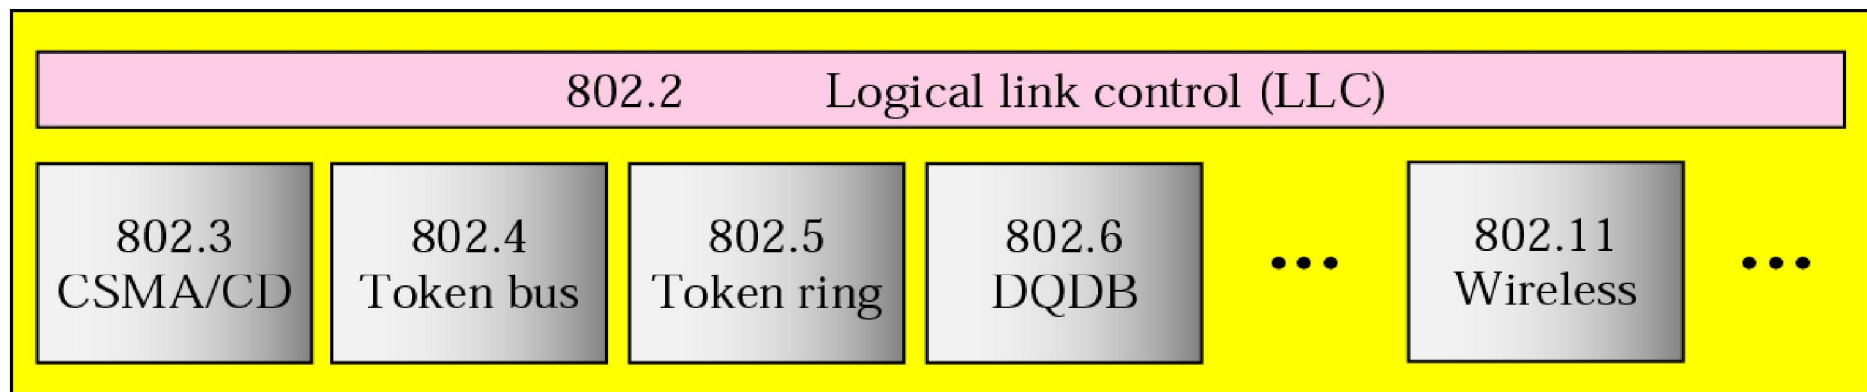 802.2 Logical link control (LLC)
802.3
CSMA/CD
802.4
Token bus
802.5
Token ring
802.6
DQDB
•••
802.11
Wireless
•••